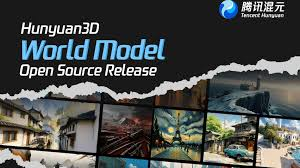 腾讯混元
Tencent Hunyuan
Hunyuan3D
World Model
Open Source Release